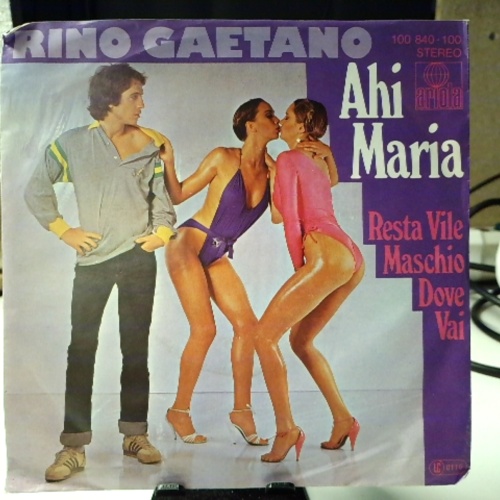 RINO GAETANO
100 840-100
STEREO
ariola
Ahi
Maria
Resta Vile
Maschio
Dove
Vai